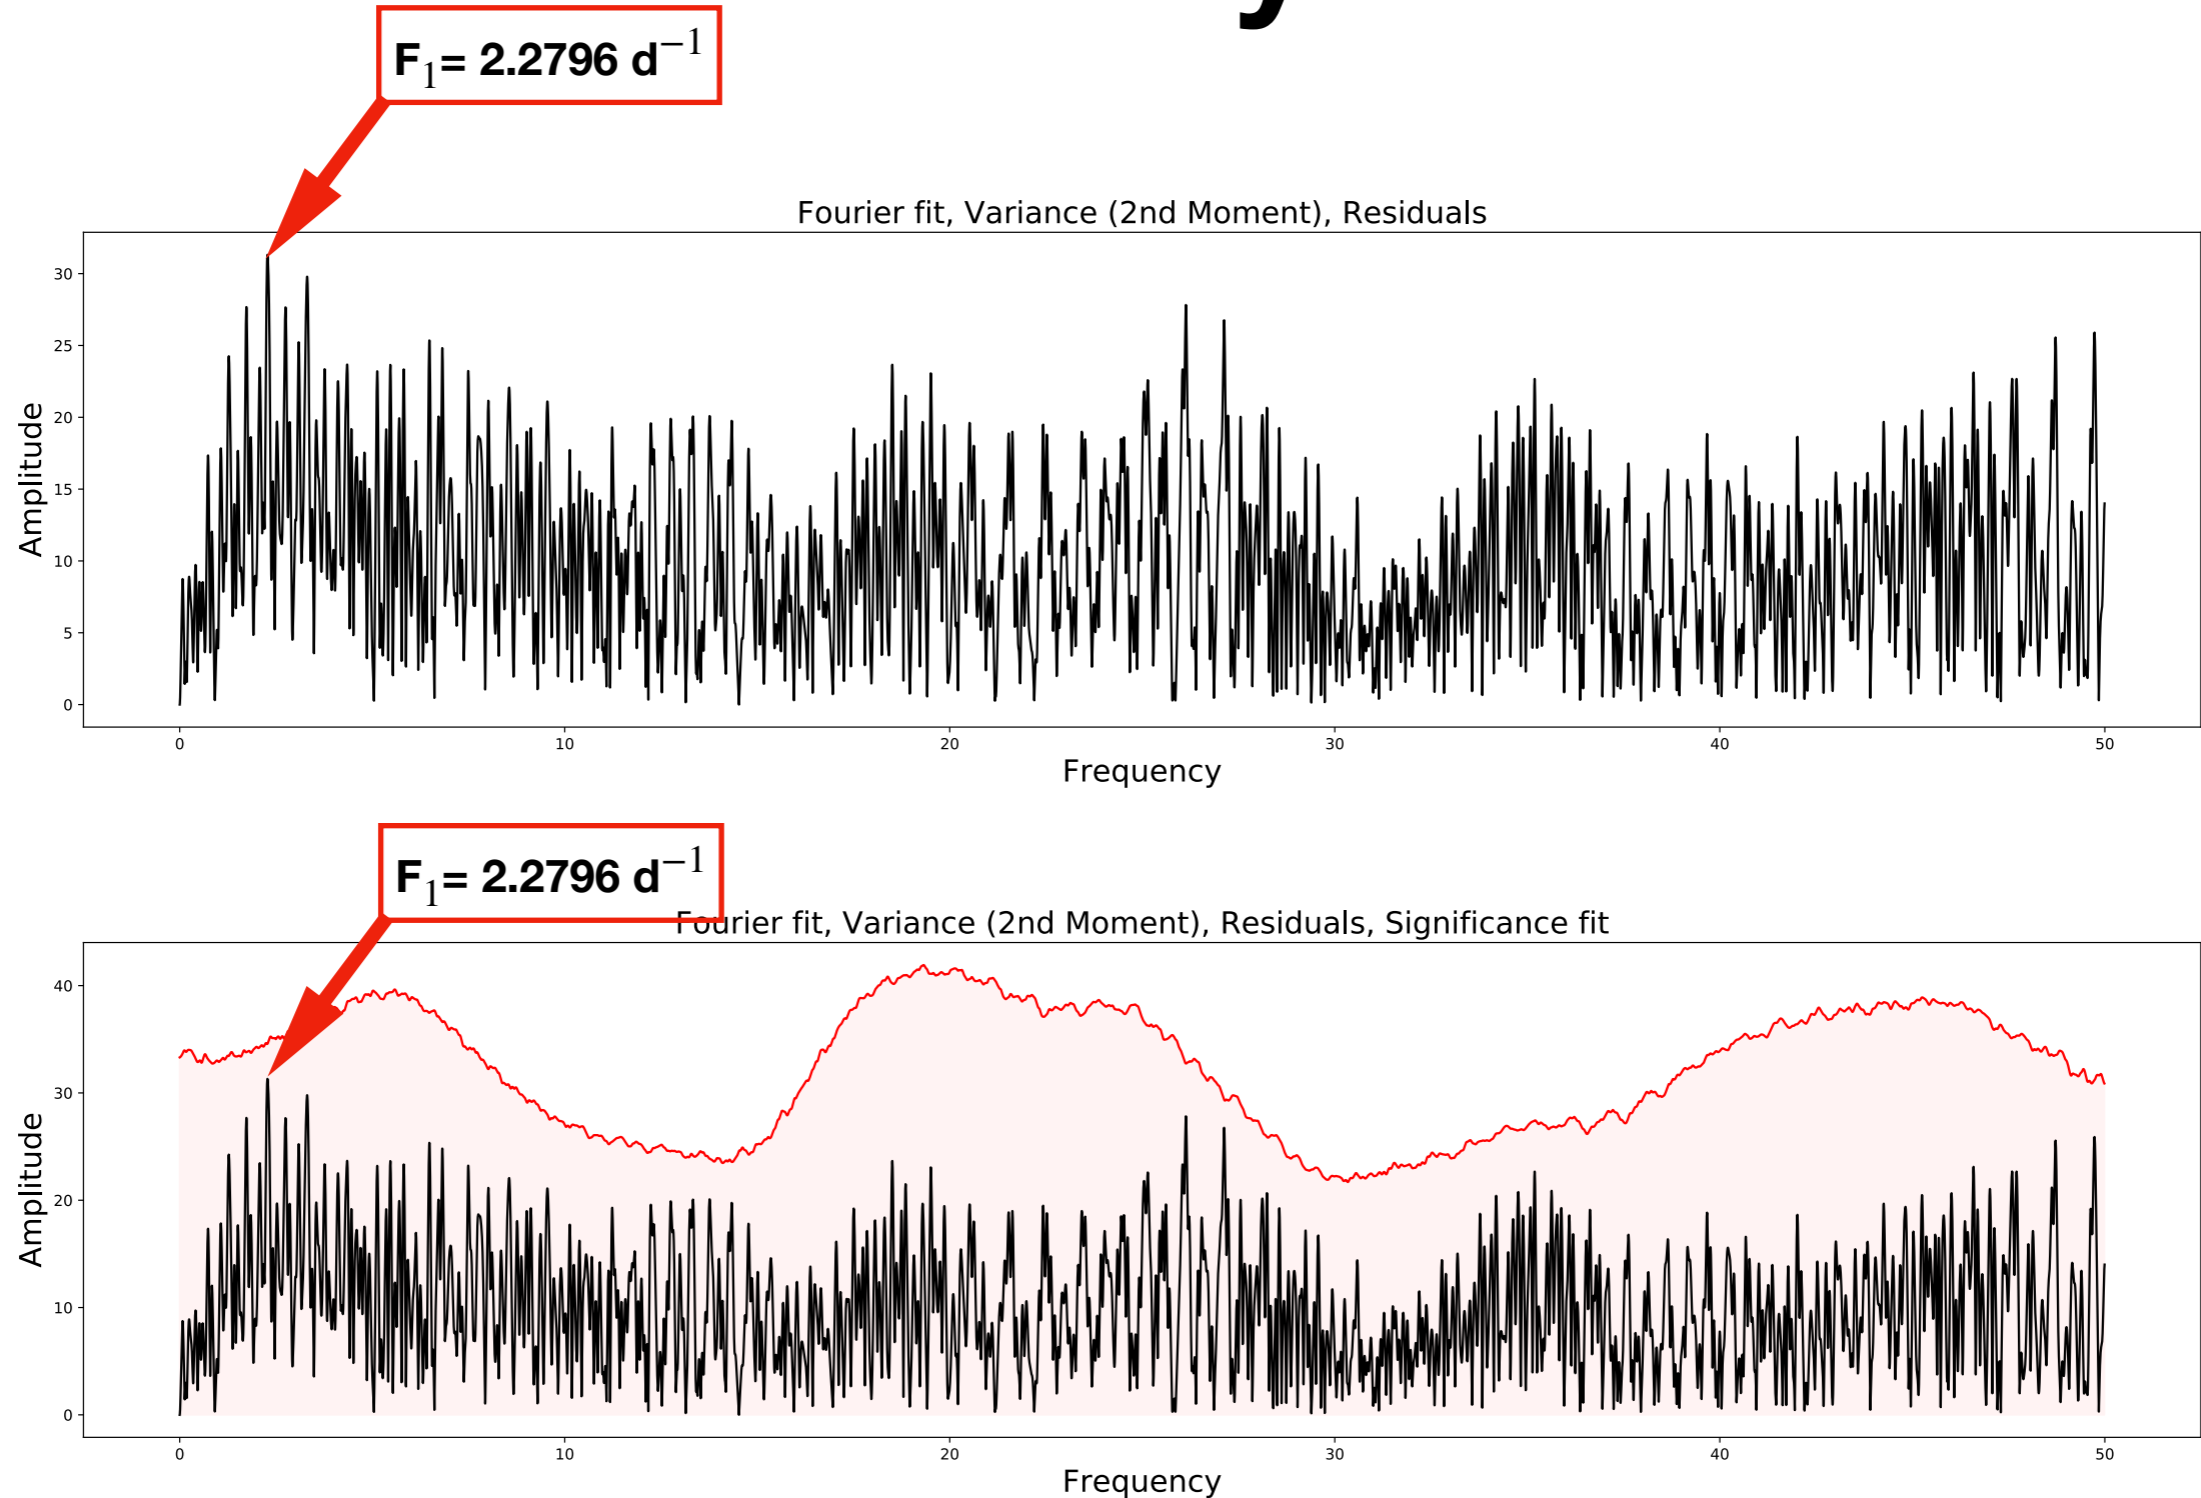 F₁= 2.2796 d⁻¹
Fourier fit, Variance (2nd Moment), Residuals
30
25
20
15
10
5
0
Amplitude
0 10 20 30 40 50
Frequency
F₁= 2.2796 d⁻¹
Fourier fit, Variance (2nd Moment), Residuals, Significance fit
40
30
20
10
0
Amplitude
0 10 20 30 40 50
Frequency